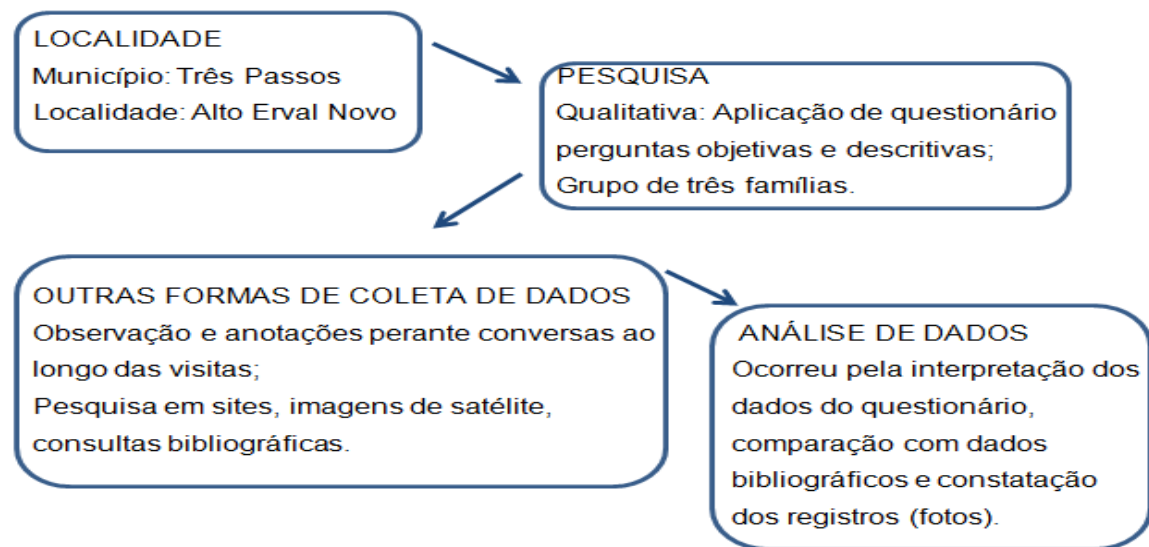 LOCALIDADE
Município: Três Passos
Localidade: Alto Erval Novo
PESQUISA
Qualitativa: Aplicação de questionário
perguntas objetivas e descritivas;
Grupo de três famílias.
OUTRAS FORMAS DE COLETA DE DADOS
Observação e anotações perante conversas ao
longo das visitas;
Pesquisa em sites, imagens de satélite,
consultas bibliográficas.
ANÁLISE DE DADOS
Ocorreu pela interpretação dos
dados do questionário,
comparação com dados
bibliográficos e constatação
dos registros (fotos).